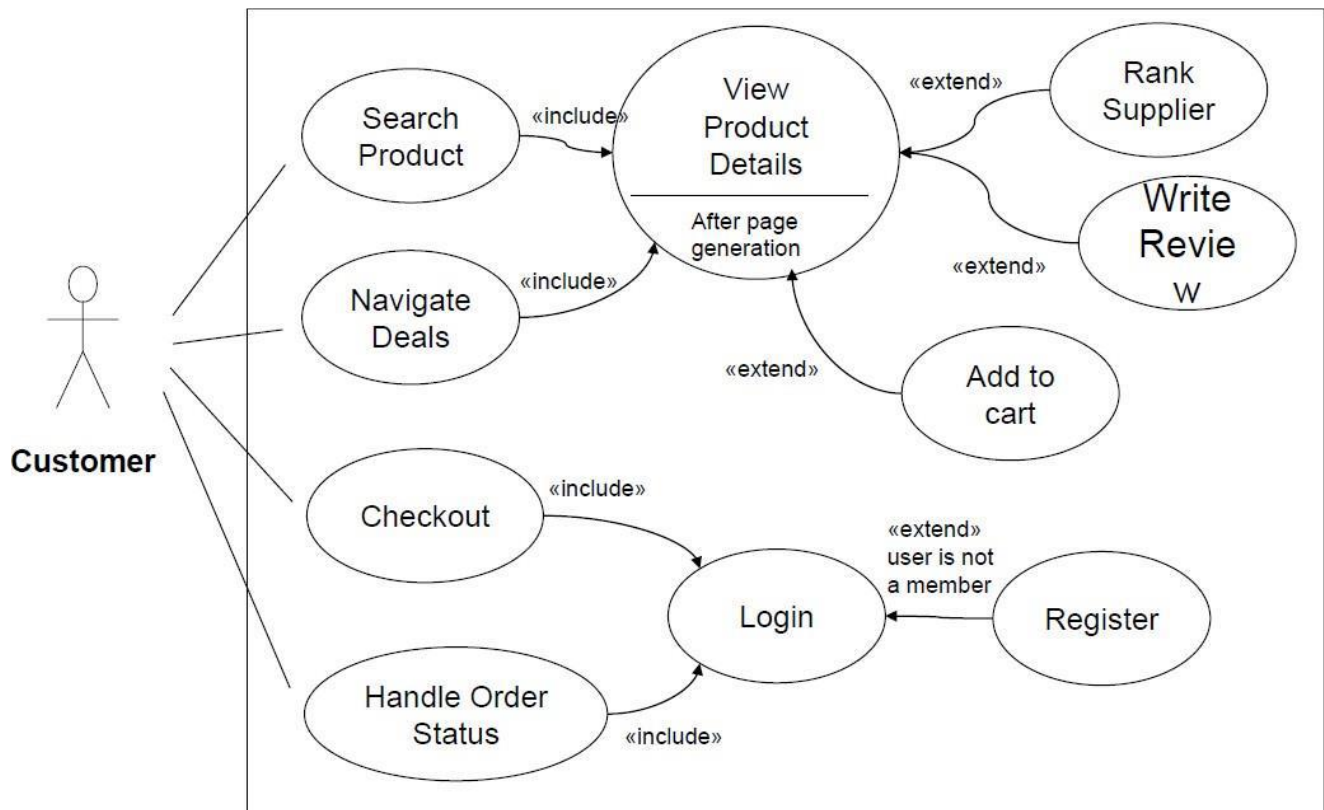 Search
Product
«include»
View
Product
Details
After page
generation
«extend»
Rank
Supplier
Write
Revie
w
«extend»
Navigate
Deals
«include»
«extend»
Add to
cart
Customer
Checkout
«include»
Login
«extend»
user is not
a member
Register
Handle Order
Status
«include»